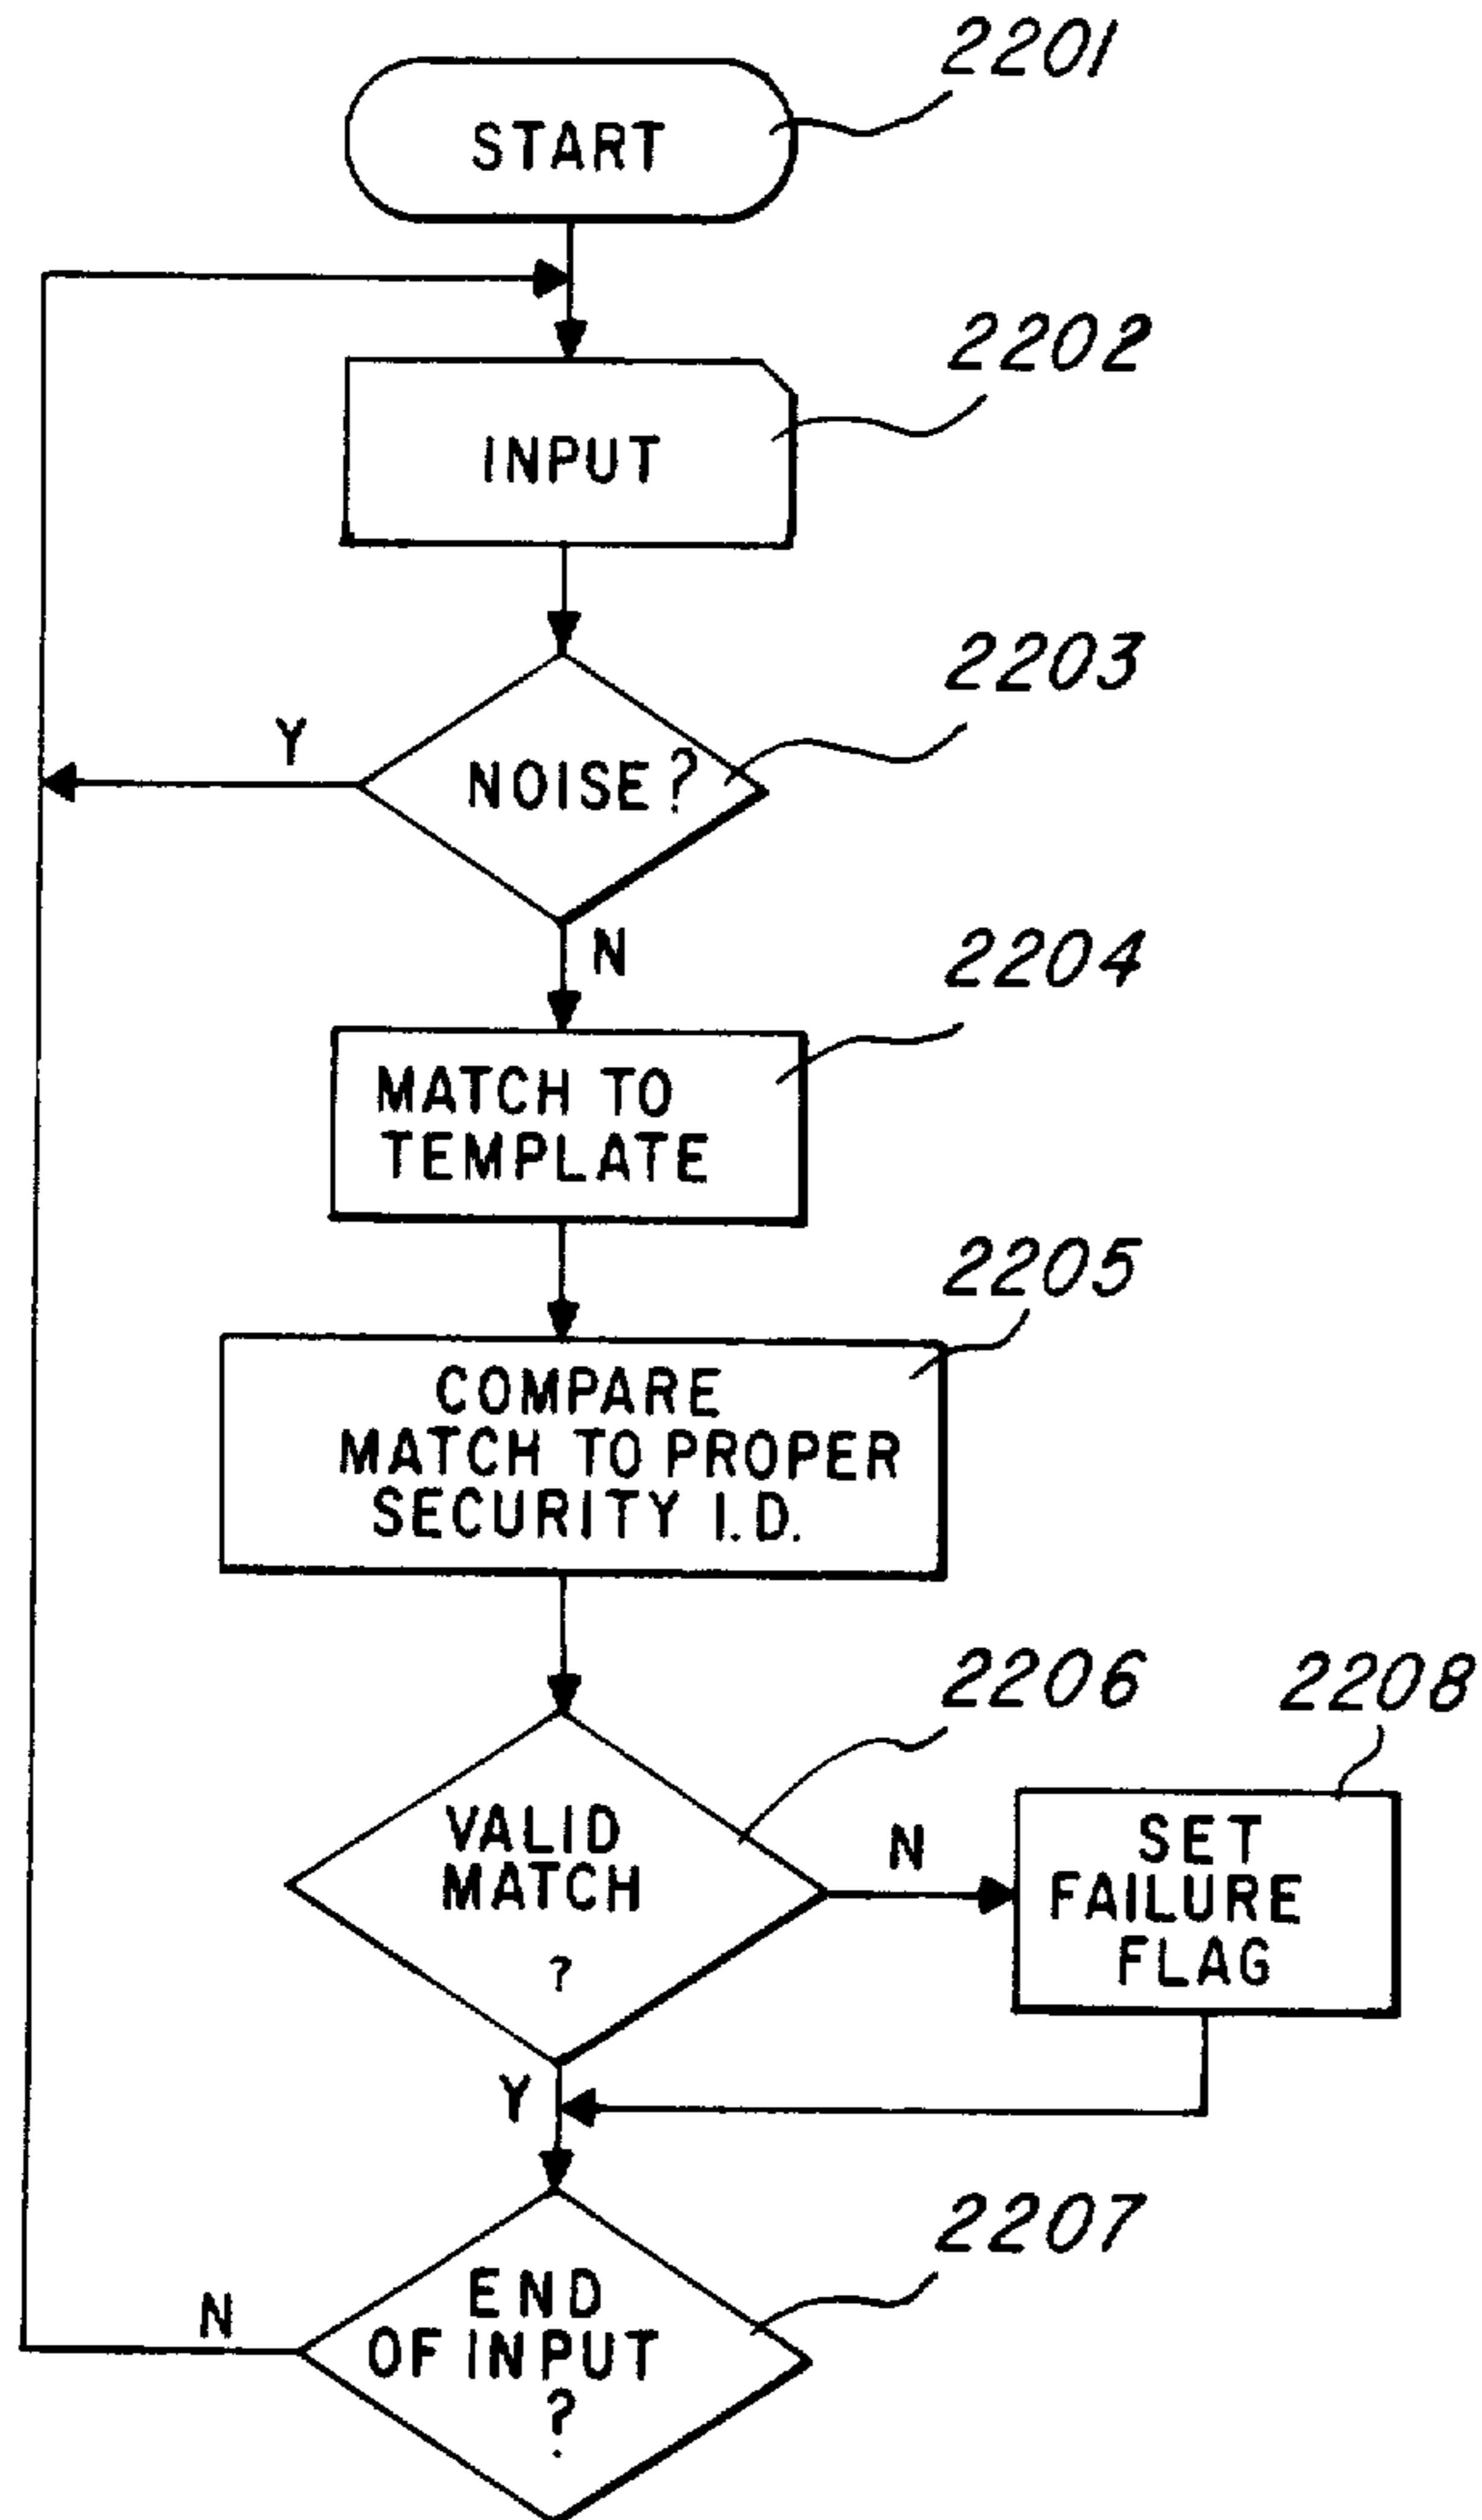 2201
START
2202
INPUT
2203
Y
NOISE?
N
2204
MATCH TO
TEMPLATE
2205
COMPARE
MATCH TO PROPER
SECURITY I.D.
2206
2208
VALID
MATCH
?
N
SET
FAILURE
FLAG
Y
2207
N
END
OF INPUT
?